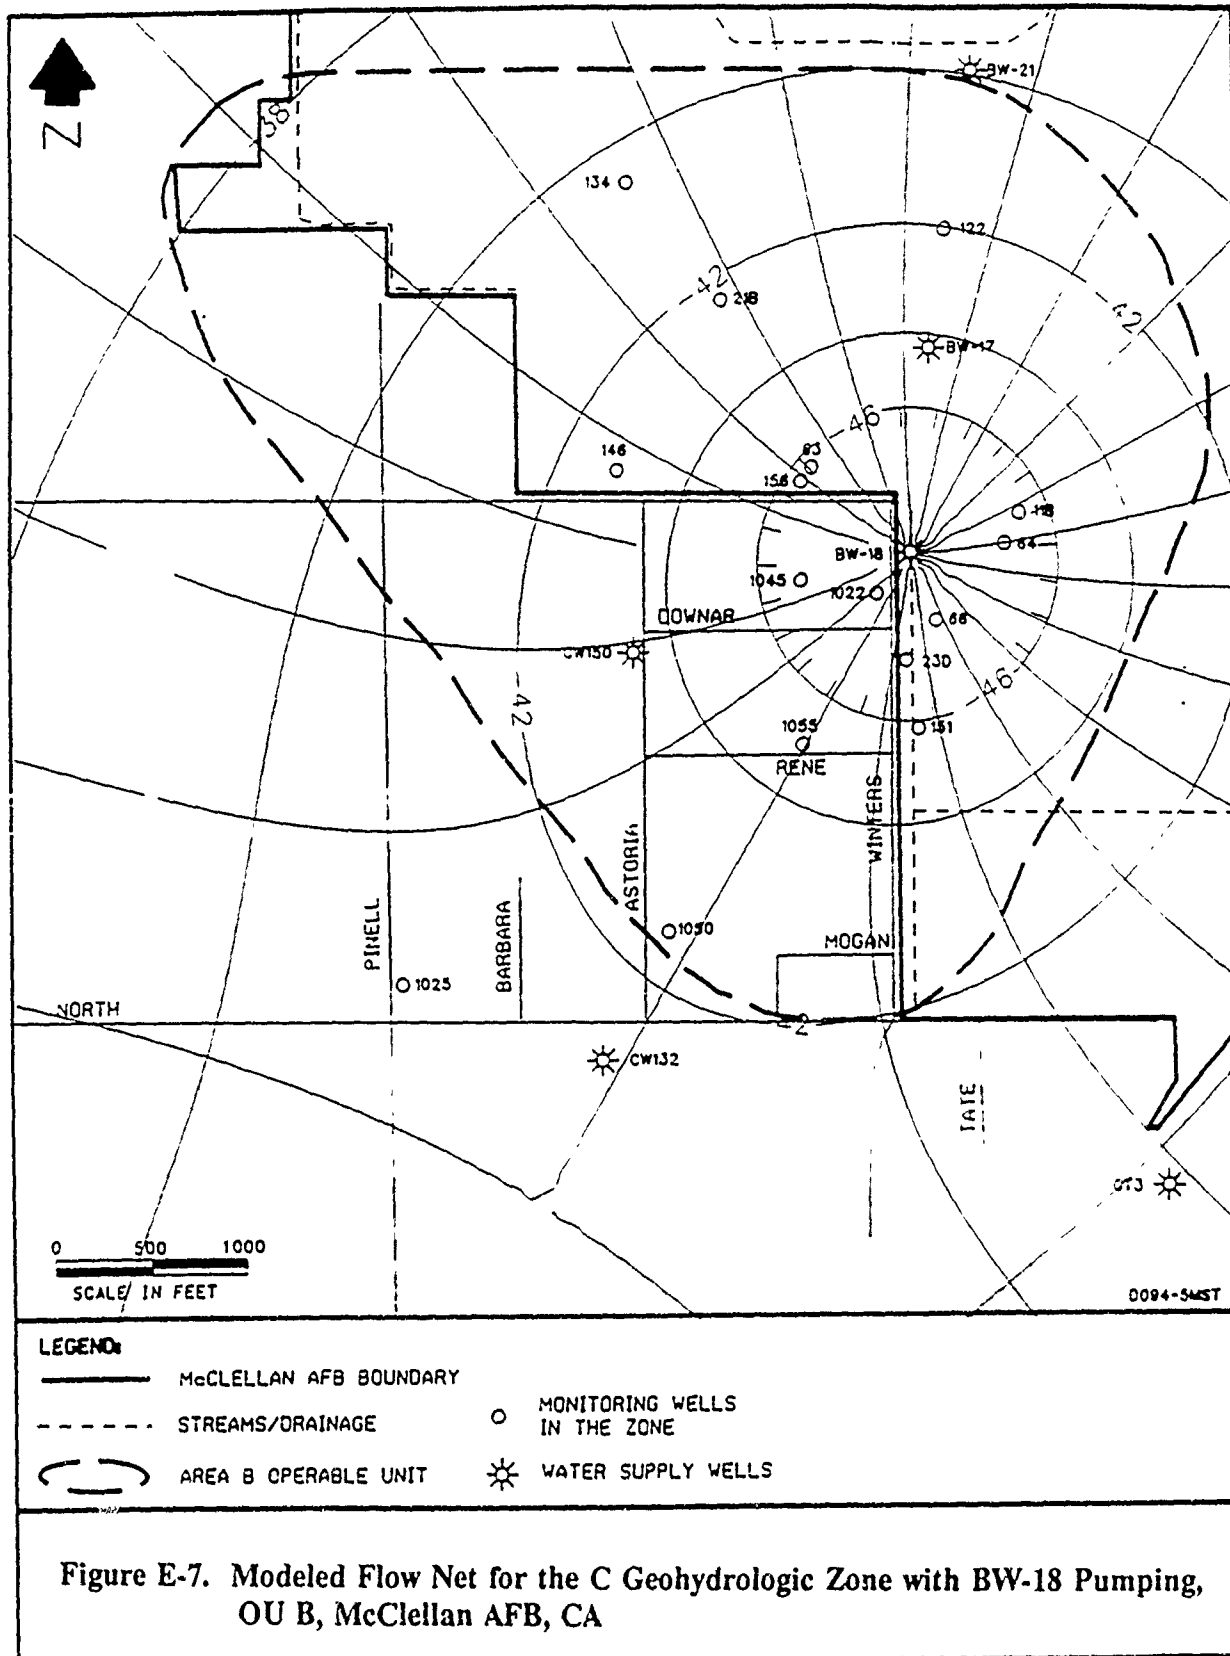 Z
BW-21
38
134
122
-42
218
42
BW-17
-46
146
93
156
118
BW-18
64
1045
1022
DOWNAR
68
CW150
230
-46
-42
151
1055
RENE
WINTERS
ASTORIA
PINELL
BARBARA
1050
MOGAN
1025
NORTH
CW132
TATE
0 500 1000
SCALE IN FEET
D094-5MST
LEGEND:
McCLELLAN AFB BOUNDARY
STREAMS/DRAINAGE
MONITORING WELLS
IN THE ZONE
AREA B OPERABLE UNIT
WATER SUPPLY WELLS
Figure E-7. Modeled Flow Net for the C Geohydrologic Zone with BW-18 Pumping,
OU B, McClellan AFB, CA